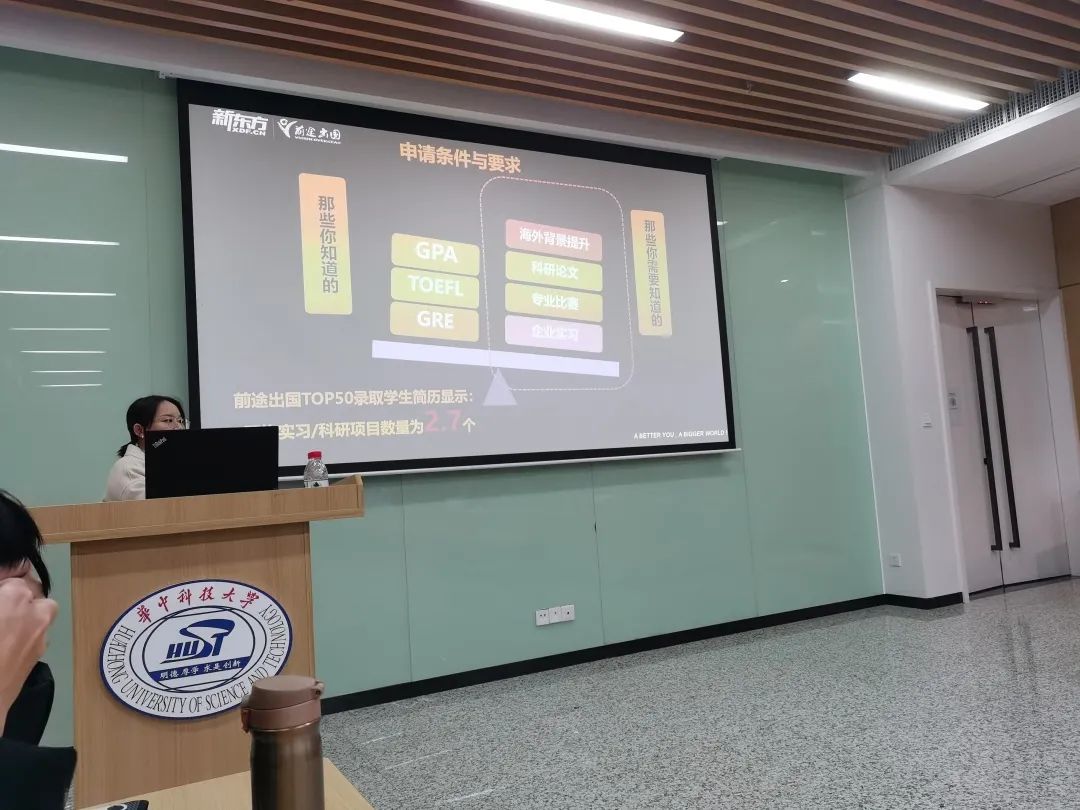 新东方
XDF.CN
前途出国
VISION OVERSEAS
申请条件与要求
那些你知道的
GPA
TOEFL
GRE
海外背景提升
科研论文
专业比赛
企业实习
那些你需要知道的
前途出国TOP50录取学生简历显示：
实习/科研项目数量为2.7个
A BETTER YOU , A BIGGER WORLD !
ThinkPad
華中科技大學
HUST
明德 厚学 求是 创新
HUAZHONG UNIVERSITY OF SCIENCE AND TECHNOLOGY